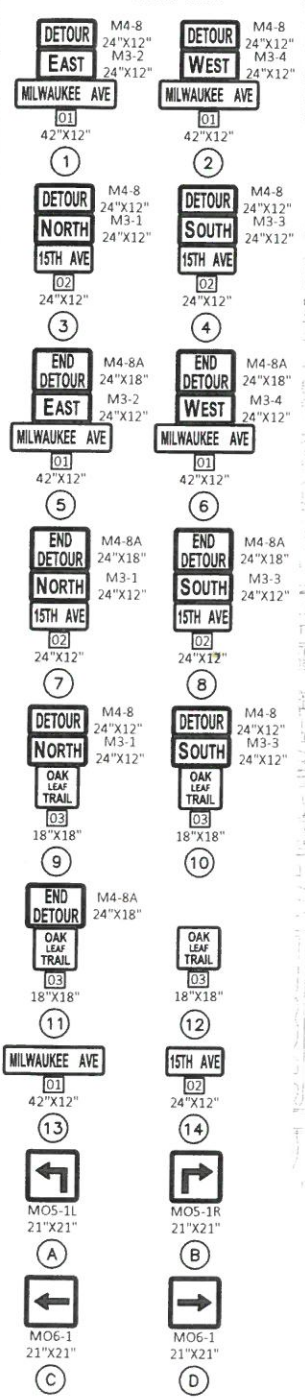 DETOUR M4-8
24"X12"
EAST M3-2
24"X12"
MILWAUKEE AVE
01
42"X12"
1
DETOUR M4-8
24"X12"
WEST M3-4
24"X12"
MILWAUKEE AVE
01
42"X12"
2
DETOUR M4-8
24"X12"
NORTH M3-1
24"X12"
15TH AVE
02
24"X12"
3
DETOUR M4-8
24"X12"
SOUTH M3-3
24"X12"
15TH AVE
02
24"X12"
4
END
DETOUR M4-8A
24"X18"
EAST M3-2
24"X12"
MILWAUKEE AVE
01
42"X12"
5
END
DETOUR M4-8A
24"X18"
WEST M3-4
24"X12"
MILWAUKEE AVE
01
42"X12"
6
END
DETOUR M4-8A
24"X18"
NORTH M3-1
24"X12"
15TH AVE
02
24"X12"
7
END
DETOUR M4-8A
24"X18"
SOUTH M3-3
24"X12"
15TH AVE
02
24"X12"
8
DETOUR M4-8
24"X12"
NORTH M3-1
24"X12"
OAK
LEAF
TRAIL
03
18"X18"
9
DETOUR M4-8
24"X12"
SOUTH M3-3
24"X12"
OAK
LEAF
TRAIL
03
18"X18"
10
END
DETOUR M4-8A
24"X18"
OAK
LEAF
TRAIL
03
18"X18"
11
OAK
LEAF
TRAIL
03
18"X18"
12
MILWAUKEE AVE
01
42"X12"
13
15TH AVE
02
24"X12"
14
MO5-1L
21"X21"
A
MO5-1R
21"X21"
B
MO6-1
21"X21"
C
MO6-1
21"X21"
D